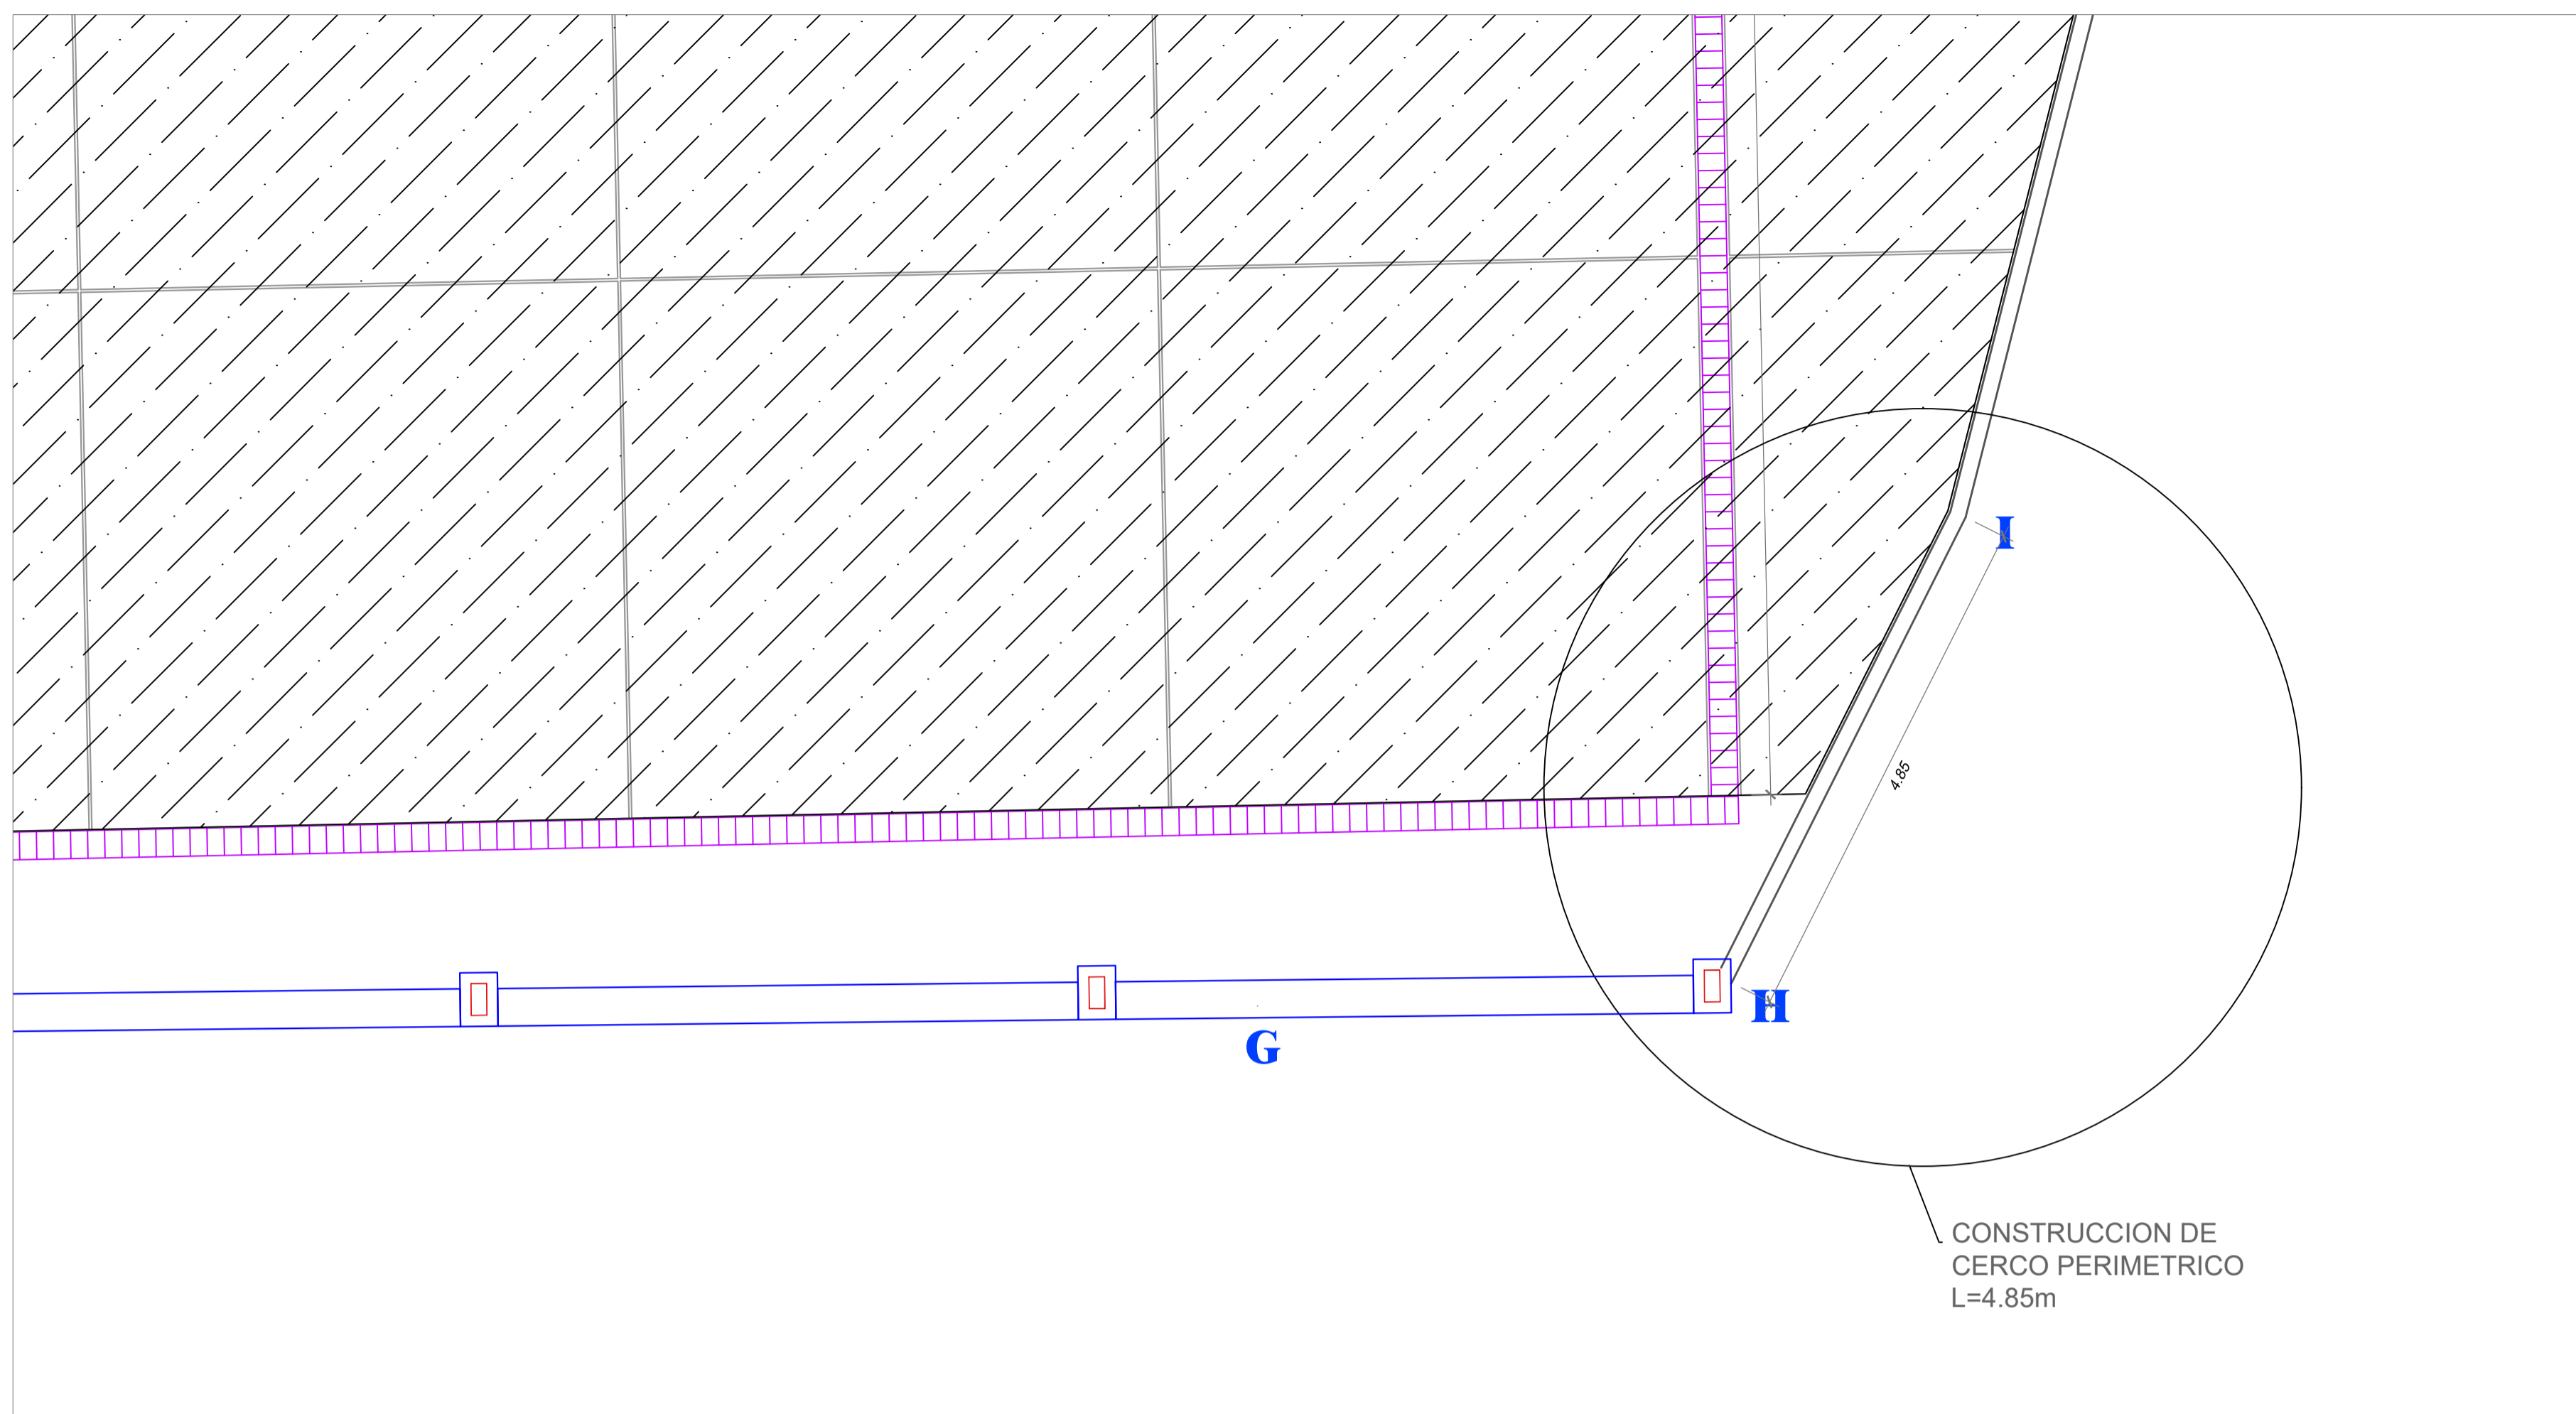 I
4.85
H
G
CONSTRUCCION DE
CERCO PERIMETRICO
L=4.85m